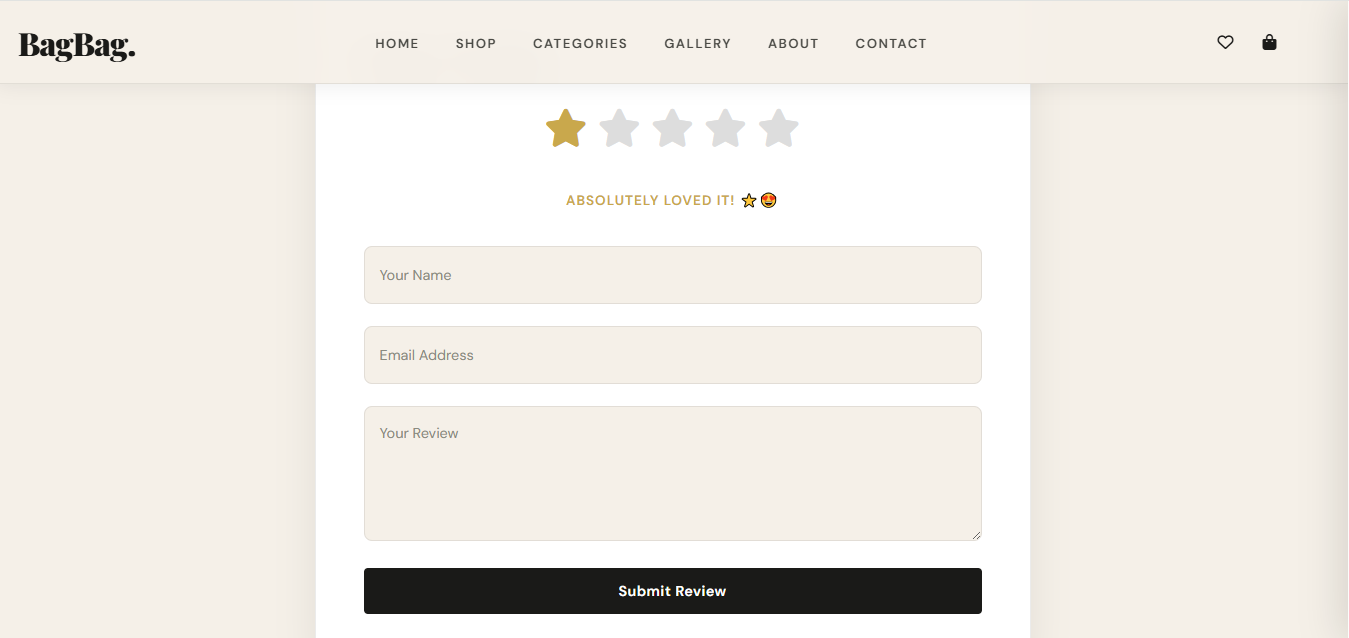 BagBag.
HOME SHOP CATEGORIES GALLERY ABOUT CONTACT
ABSOLUTELY LOVED IT! ⭐😍
Your Name
Email Address
Your Review
Submit Review